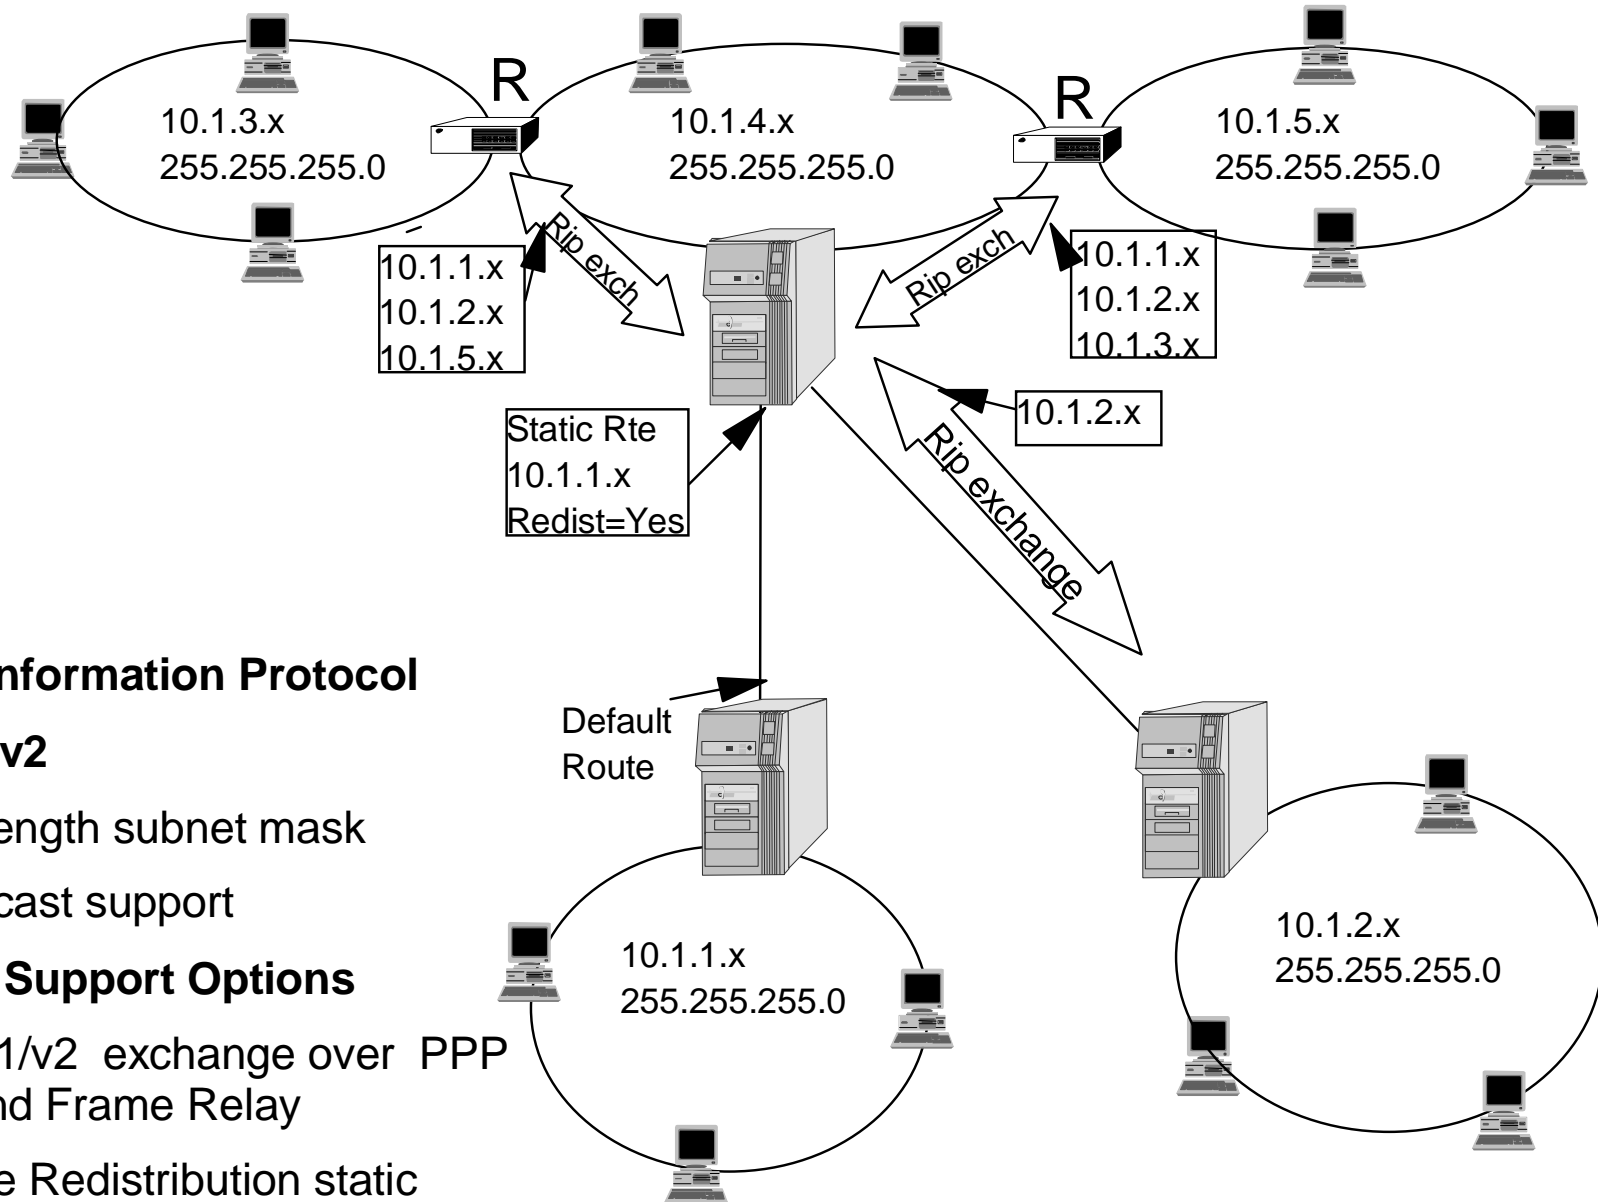 R
R
10.1.3.x
255.255.255.0
10.1.4.x
255.255.255.0
10.1.5.x
255.255.255.0
Rip exch
Rip exch
10.1.1.x
10.1.2.x
10.1.5.x
10.1.1.x
10.1.2.x
10.1.3.x
Static Rte
10.1.1.x
Redist=Yes
10.1.2.x
Rip exchange
nformation Protocol
v2
ength subnet mask
cast support
Support Options
1/v2 exchange over PPP
nd Frame Relay
e Redistribution static
Default
Route
10.1.1.x
255.255.255.0
10.1.2.x
255.255.255.0